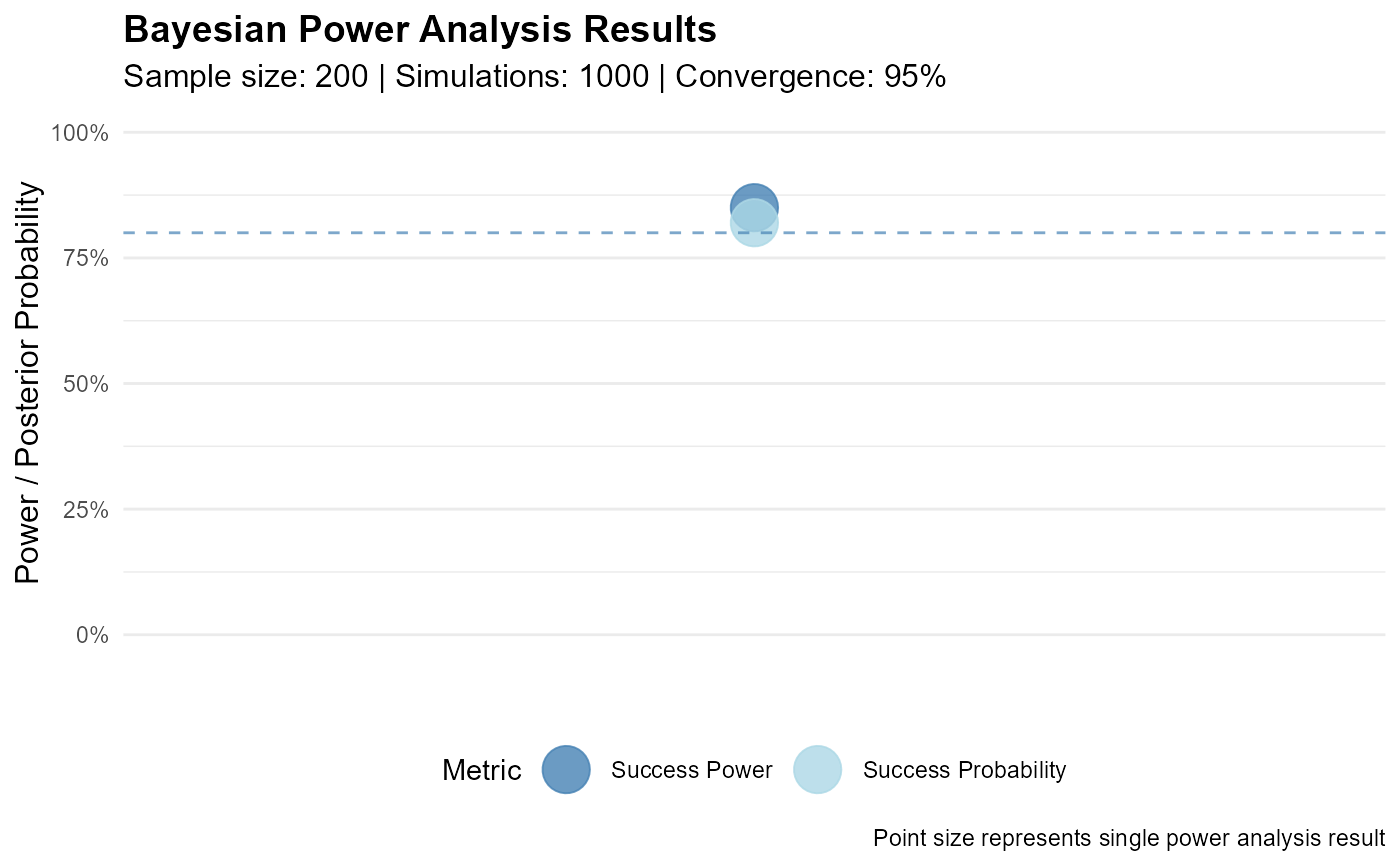 Bayesian Power Analysis Results
Sample size: 200 | Simulations: 1000 | Convergence: 95%
Power / Posterior Probability
100%
75%
50%
25%
0%
Metric Success Power Success Probability
Point size represents single power analysis result